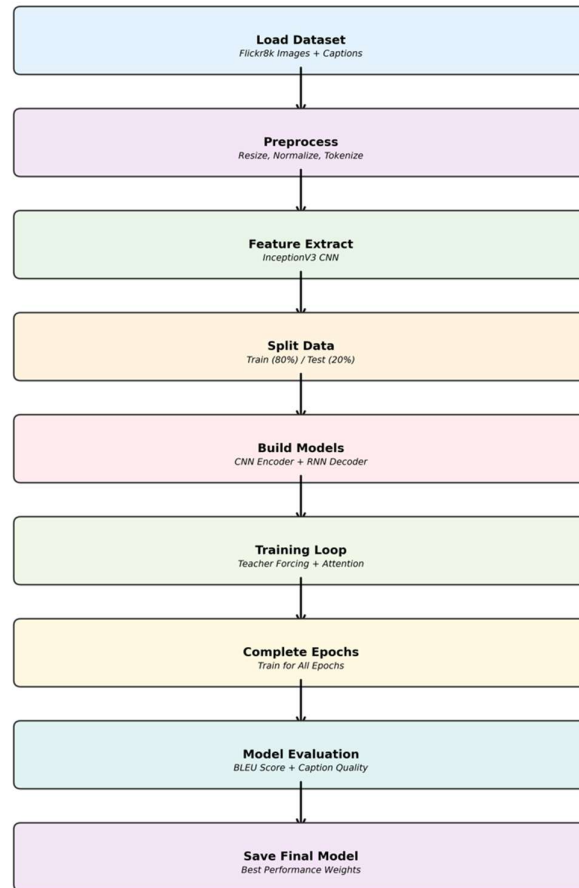 Load Dataset
Flickr8k Images + Captions
Preprocess
Resize, Normalize, Tokenize
Feature Extract
InceptionV3 CNN
Split Data
Train (80%) / Test (20%)
Build Models
CNN Encoder + RNN Decoder
Training Loop
Teacher Forcing + Attention
Complete Epochs
Train for All Epochs
Model Evaluation
BLEU Score + Caption Quality
Save Final Model
Best Performance Weights